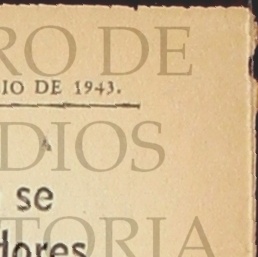 RO DE
IO DE 1943.
DIOS
se
dores
TORIA